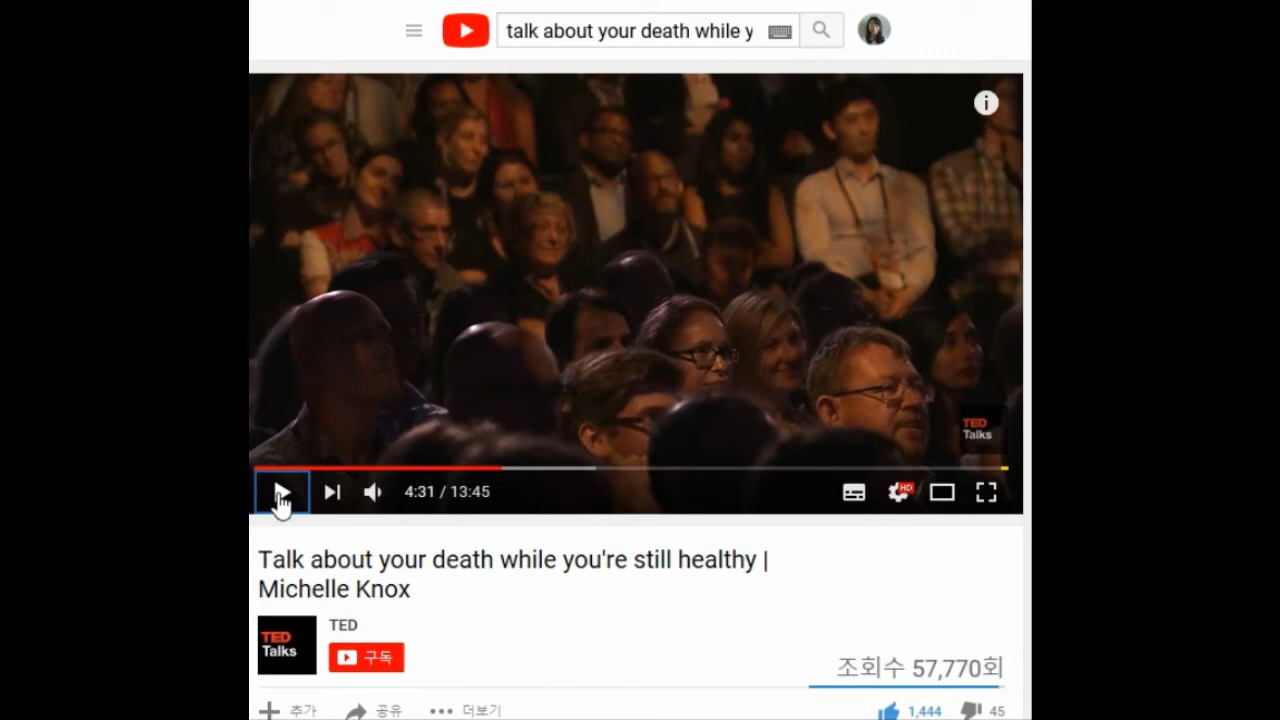 talk about your death while y
i
TED
Talks
4:31 / 13:45
HD
Talk about your death while you're still healthy |
Michelle Knox
TED
Talks
TED
구독
조회수 57,770회
추가
공유
더보기
1,444
45